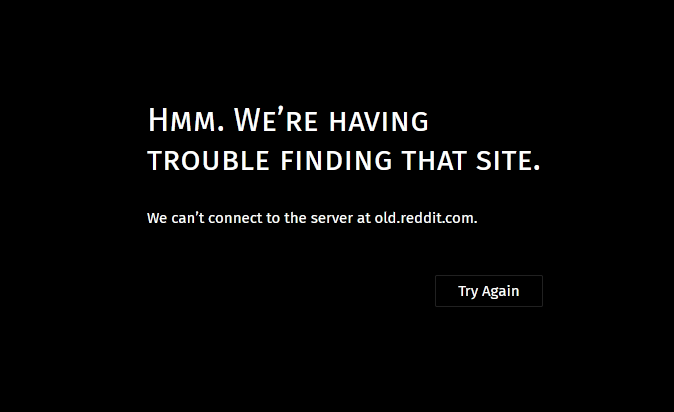 Hmm. We’re having
trouble finding that site.
We can’t connect to the server at old.reddit.com.
Try Again